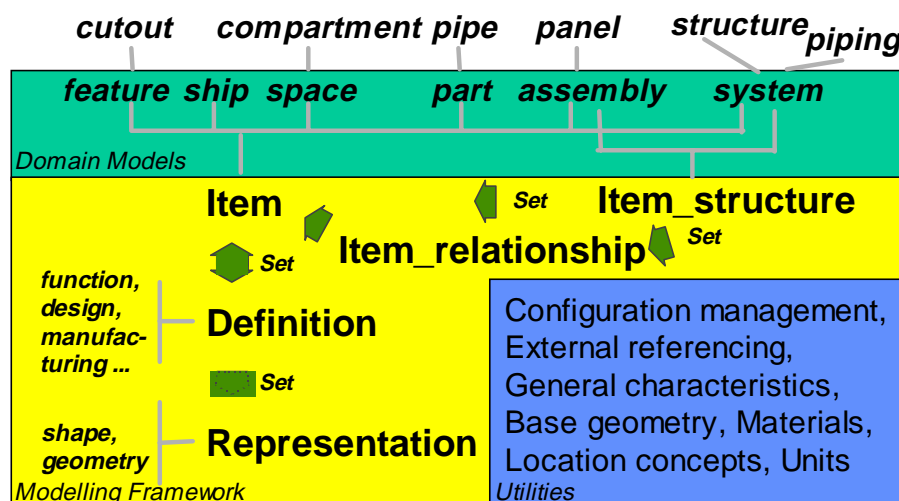 cutout compartment pipe panel structure piping
feature ship space part assembly system
Domain Models
Item Set Item_structure
Item_relationship Set
Set
function,
design,
manufac-
turing ...
Definition
Set
shape,
geometry
Representation
Modelling Framework
Configuration management,
External referencing,
General characteristics,
Base geometry, Materials,
Location concepts, Units
Utilities